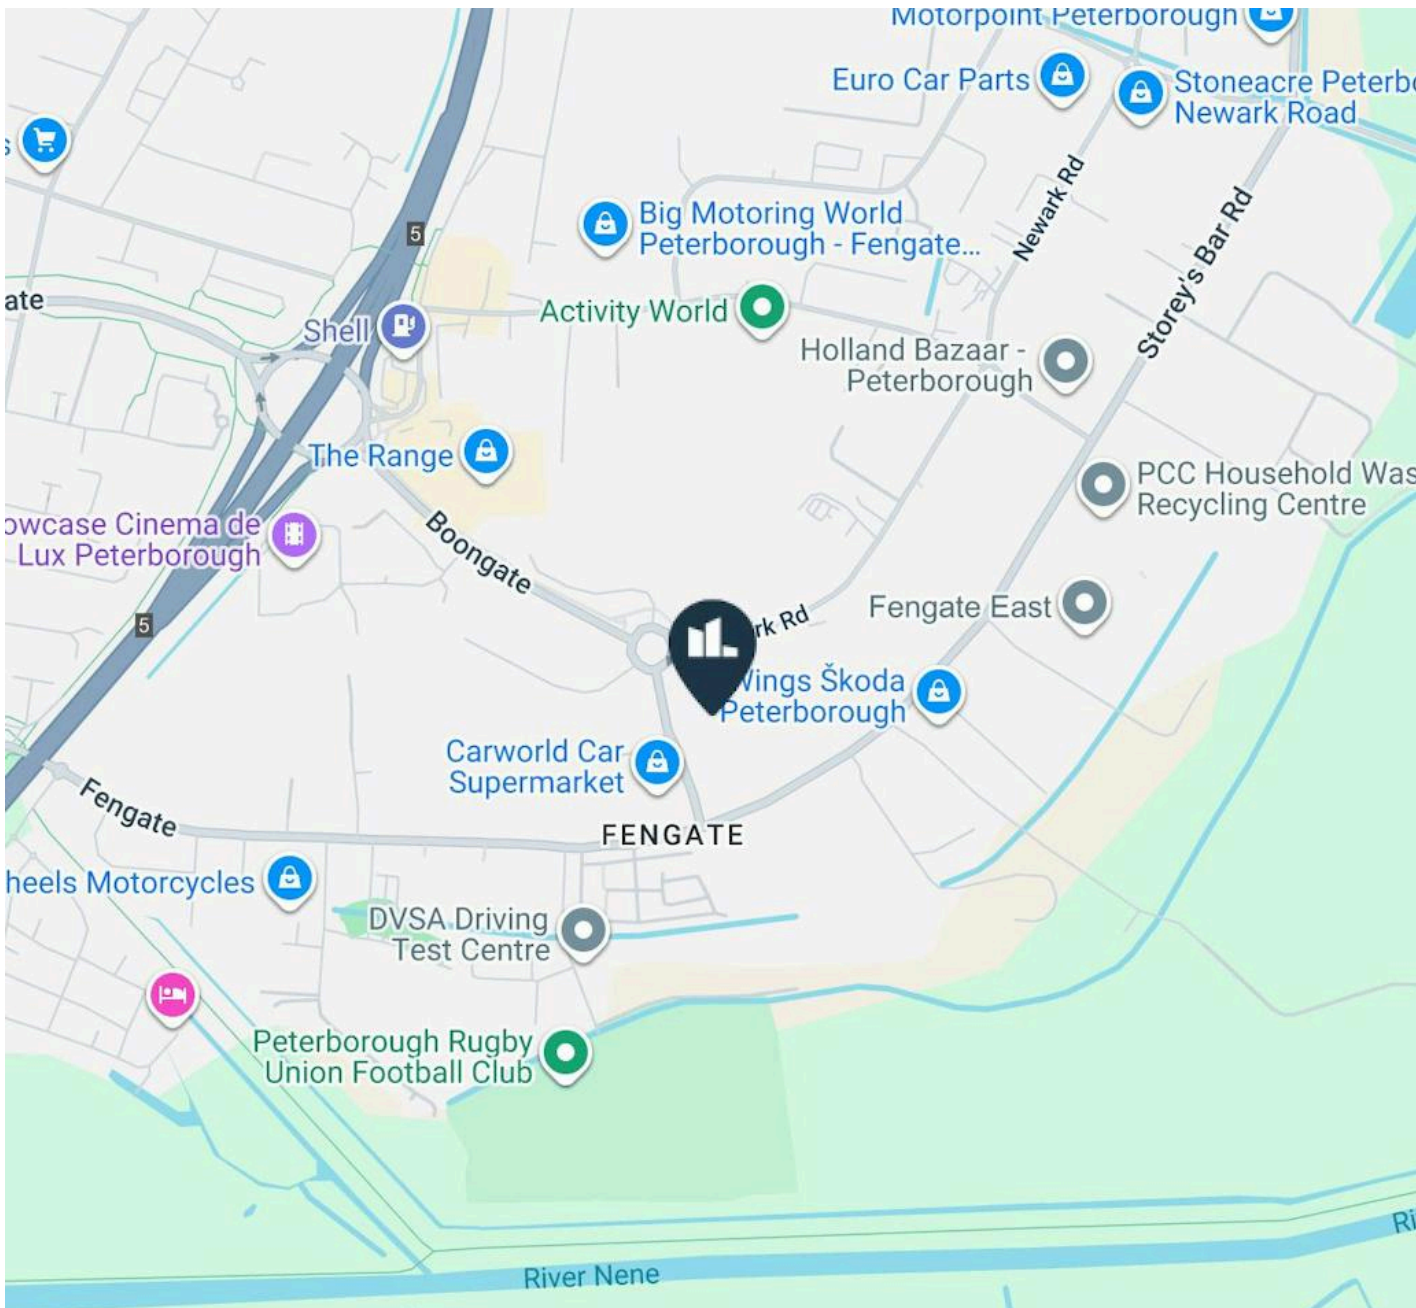 Motorpoint Peterborough
Euro Car Parts
Stoneacre Peterbo
Newark Road
s
Newark Rd
Big Motoring World
Peterborough - Fengate...
Storey's Bar Rd
5
ate
Activity World
Shell
Holland Bazaar -
Peterborough
The Range
PCC Household Was
Recycling Centre
owcase Cinema de
Lux Peterborough
Boongate
5
rk Rd
Fengate East
Wings Škoda
Peterborough
Carworld Car
Supermarket
Fengate
FENGATE
heels Motorcycles
DVSA Driving
Test Centre
Peterborough Rugby
Union Football Club
Ri
River Nene